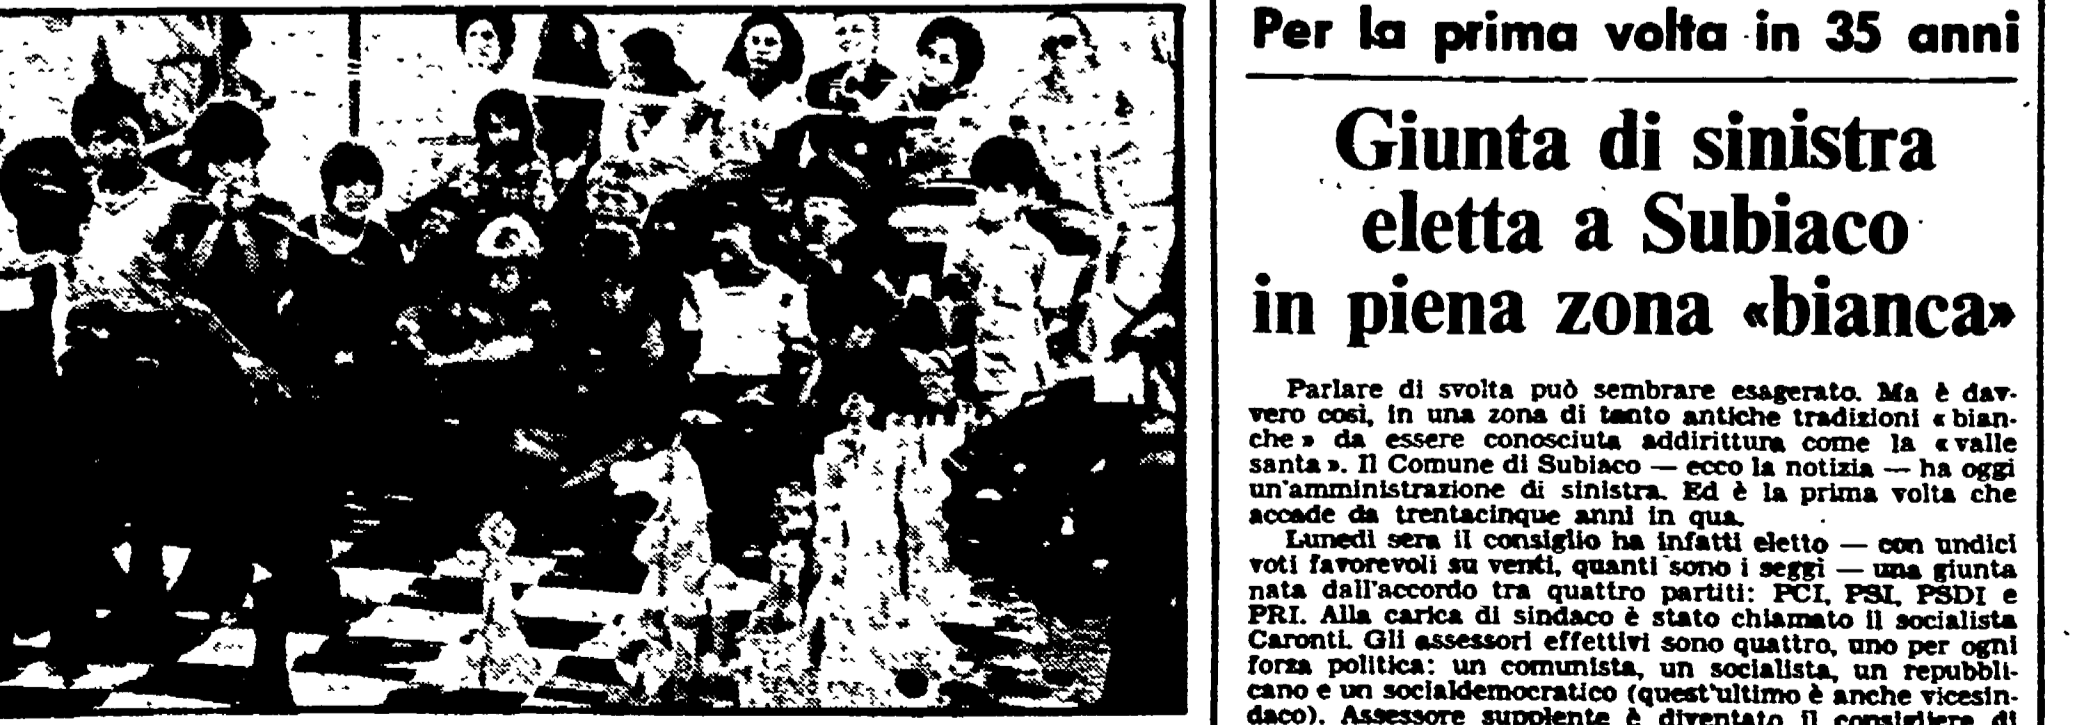 Per la prima volta in 35 anni
Giunta di sinistra
eletta a Subiaco
in piena zona «bianca»
Parlare di svolta può sembrare esagerato. Ma è dav-
vero così, in una zona di tanto antiche tradizioni «bian-
che» da essere conosciuta addirittura come la «valle
santa». Il Comune di Subiaco — ecco la notizia — ha oggi
un'amministrazione di sinistra. Ed è la prima volta che
accade da trentacinque anni in qua.
Lunedì sera il consiglio ha infatti eletto — con undici
voti favorevoli su venti, quanti sono i seggi — una giunta
nata dall'accordo tra quattro partiti: PCI, PSI, PSDI e
PRI. Alla carica di sindaco è stato chiamato il socialista
Caronti. Gli assessori effettivi sono quattro, uno per ogni
forza politica: un comunista, un socialista, un repubbli-
cano e un socialdemocratico (quest'ultimo è anche vicesin-
daco). Assessore supplente è diventato il consigliere di